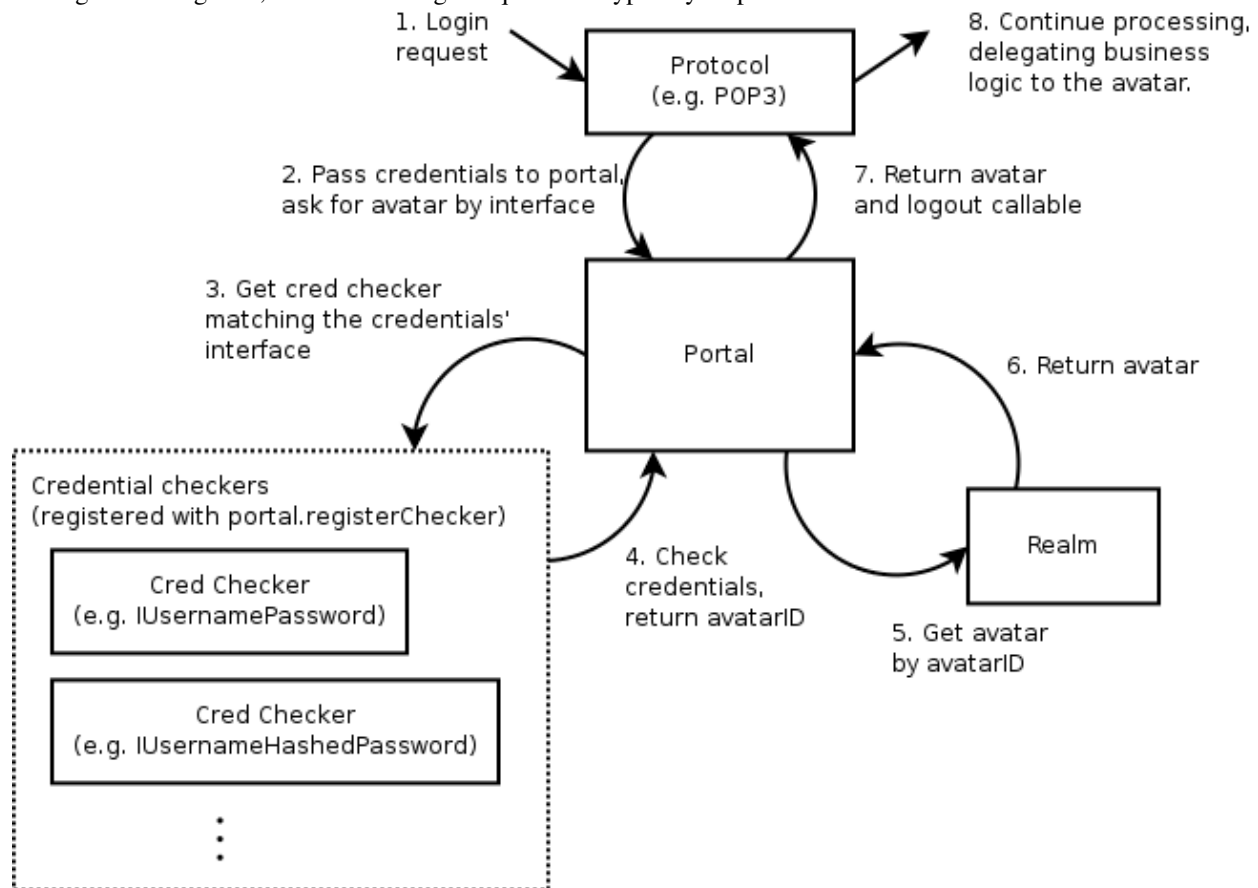 1. Login
request
Protocol
(e.g. POP3)
8. Continue processing,
delegating business
logic to the avatar.
2. Pass credentials to portal,
ask for avatar by interface
7. Return avatar
and logout callable
3. Get cred checker
matching the credentials'
interface
Portal
6. Return avatar
Credential checkers
(registered with portal.registerChecker)
Cred Checker
(e.g. IUsernamePassword)
4. Check
credentials,
return avatarID
Realm
5. Get avatar
by avatarID
Cred Checker
(e.g. IUsernameHashedPassword)